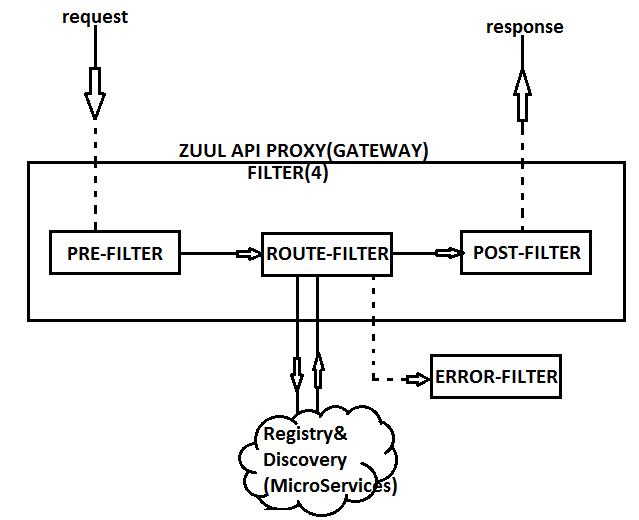 request
response
ZUUL API PROXY(GATEWAY)
FILTER(4)
PRE-FILTER
ROUTE-FILTER
POST-FILTER
ERROR-FILTER
Registry&
Discovery
(MicroServices)